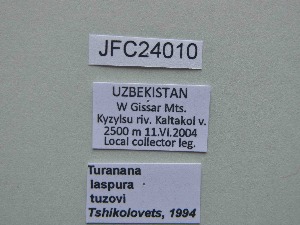 JFC24010
UZBEKISTAN
W Gissar Mts.
Kyzylsu riv. Kaltakol v.
2500 m 11.VI.2004
Local collector leg.
Turanana
laspura
tuzovi
Tshikolovets, 1994